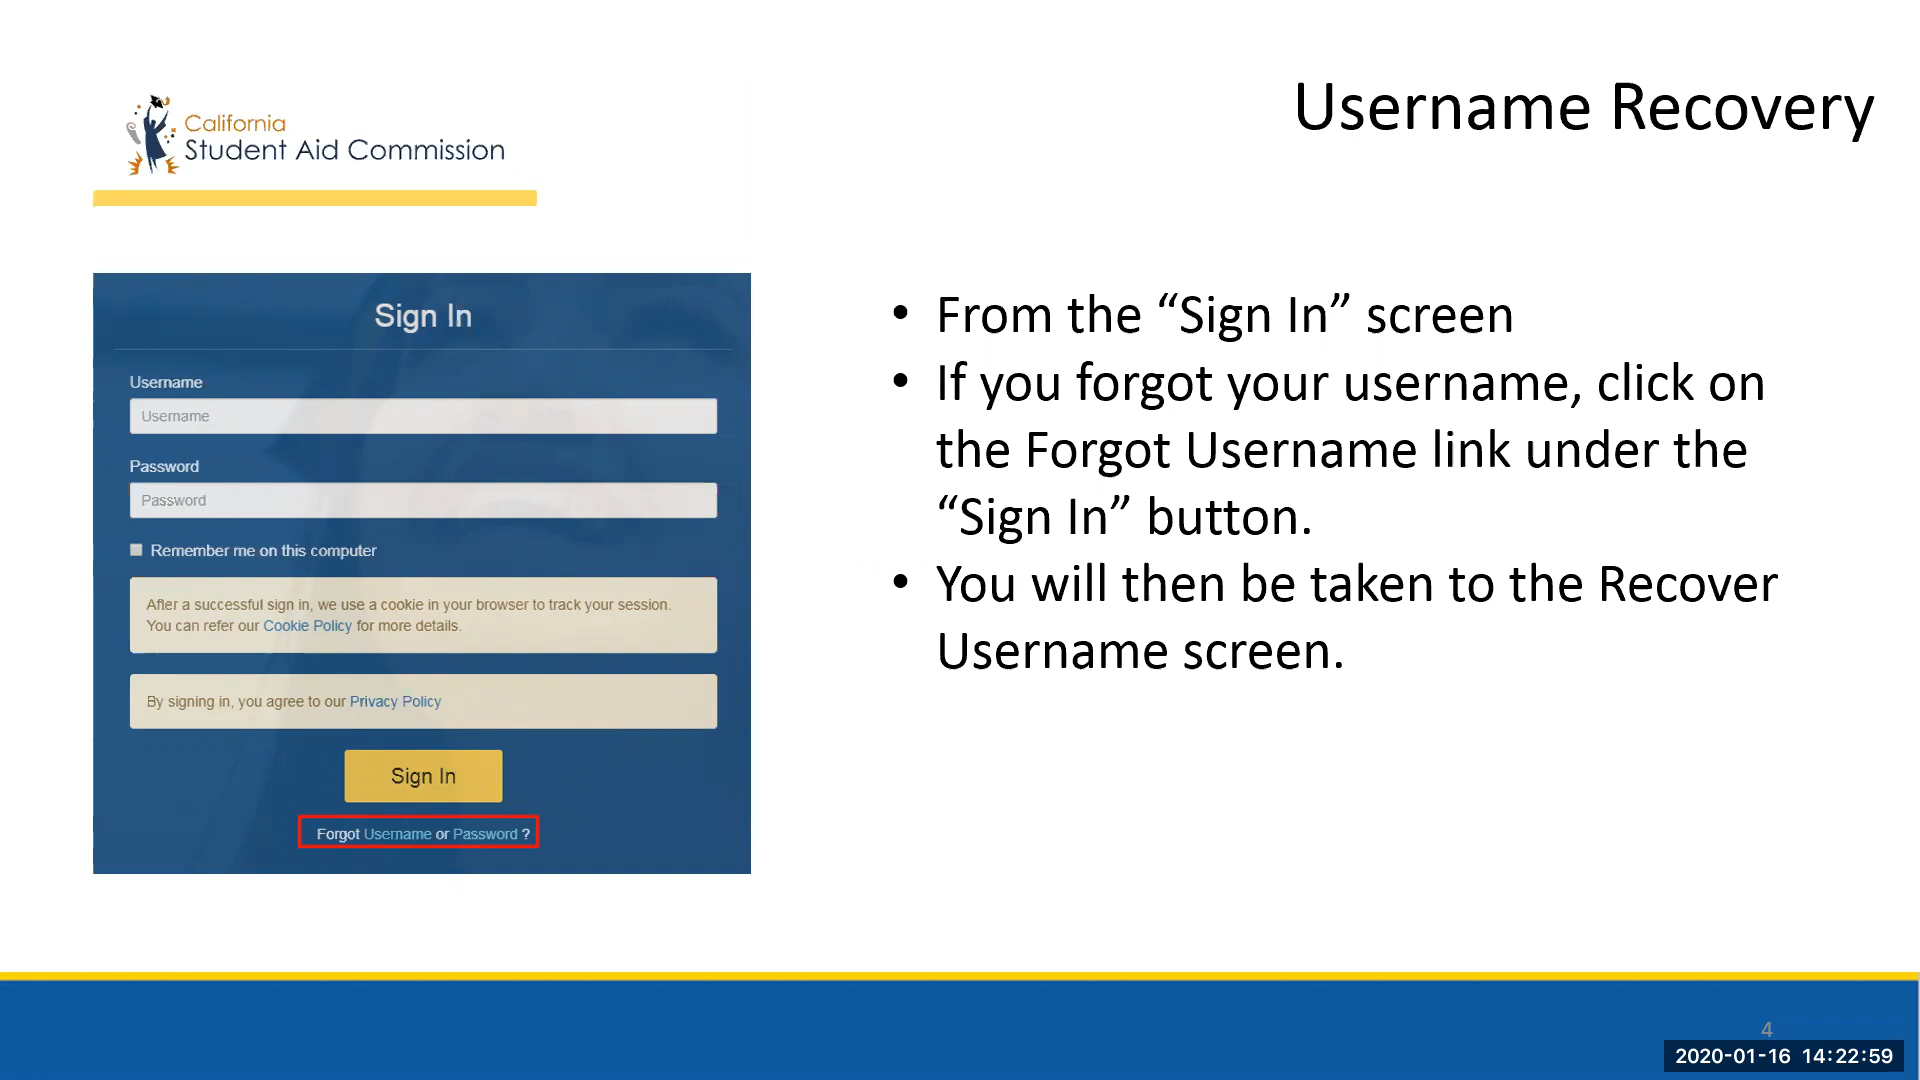 California
Student Aid Commission
Username Recovery
Sign In
Username
Username
Password
Password
Remember me on this computer
After a successful sign in, we use a cookie in your browser to track your session.
You can refer our Cookie Policy for more details.
By signing in, you agree to our Privacy Policy
Sign In
Forgot Username or Password ?
• From the “Sign In” screen
• If you forgot your username, click on
the Forgot Username link under the
“Sign In” button.
• You will then be taken to the Recover
Username screen.
4
2020-01-16 14:22:59